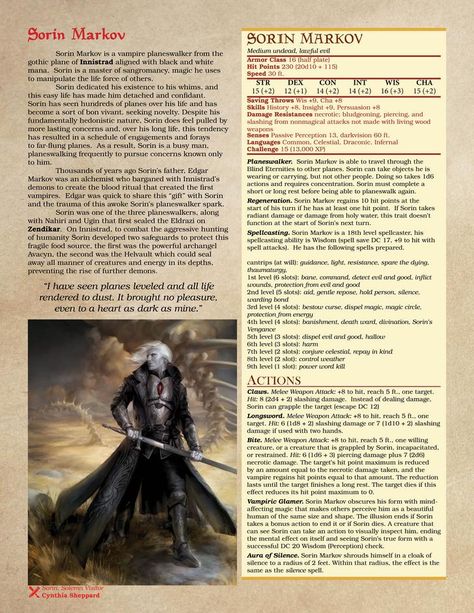 Sorin Markov
Sorin Markov is a vampire planeswalker from the
gothic plane of Innistrad aligned with black and white
mana. Sorin is a master of sangromancy, magic he uses
to manipulate the life force of others.
Sorin dedicated his existence to his whims, and
this easy life has made him detached and confident.
Sorin has seen hundreds of planes over his life and has
become a sort of bon vivant, seeking novelty. Despite his
fundamentally hedonistic nature, Sorin does feel pulled by
more lasting concerns and, over his long life, this tendency
has resulted in a schedule of engagements and forays
to far-flung planes. As a result, Sorin is a busy man,
planeswalking frequently to pursue concerns known only
to him.
Thousands of years ago Sorin's father, Edgar
Markov was an alchemist who bargained with Innistrad's
demons to create the blood ritual that created the first
vampires. Edgar was quick to share this "gift" with Sorin
and the trauma of this awoke Sorin's planeswalker spark.
Sorin was one of the three planeswalkers, along
with Nahiri and Ugin that first sealed the Eldrazi on
Zendikar. On Innistrad, to combat the aggressive hunting
of humanity Sorin developed two safeguards to protect this
fragile food source, the first was the powerful archangel
Avacyn, the second was the Helvault which could seal
away all manner of creatures and energy in its depths,
preventing the rise of further demons.
"I have seen planes leveled and all life
rendered to dust. It brought no pleasure,
even to a heart as dark as mine."
Sorin, Solemn Visitor
Cynthia Sheppard
Sorin Markov
Medium undead, lawful evil
Armor Class 16 (half plate)
Hit Points 230 (20d10 + 115)
Speed 30 ft.
STR DEX CON INT WIS CHA
15 (+2) 12 (+1) 14 (+2) 14 (+2) 16 (+3) 15 (+2)
Saving Throws Wis +9, Cha +8
Skills History +8, Insight +9, Persuasion +8
Damage Resistances necrotic; bludgeoning, piercing, and
slashing from nonmagical attacks not made with living wood
weapons
Senses Passive Perception 13, darkvision 60 ft.
Languages Common, Celestial, Draconic, Infernal
Challenge 15 (13,000 XP)
Planeswalker. Sorin Markov is able to travel through the
Blind Eternities to other planes. Sorin can take objects he is
wearing or carrying, but not other people. Doing so takes 1d6
actions and requires concentration. Sorin must complete a
short or long rest before being able to planeswalk again.
Regeneration. Sorin Markov regains 10 hit points at the
start of his turn if he has at least one hit point. If Sorin takes
radiant damage or damage from holy water, this trait doesn't
function at the start of Sorin's next turn.
Spellcasting. Sorin Markov is a 18th level spellcaster, his
spellcasting ability is Wisdom (spell save DC 17, +9 to hit with
spell attacks). He has the following spells prepared.
cantrips (at will): guidance, light, resistance, spare the dying,
thaumaturgy,
1st level (6 slots): bane, command, detect evil and good, inflict
wounds, protection from evil and good
2nd level (5 slots): aid, gentle repose, hold person, silence,
warding bond
3rd level (4 slots): bestow curse, dispel magic, magic circle,
protection from energy
4th level (4 slots): banishment, death ward, divination, Sorin's
Vengance
5th level (3 slots): dispel evil and good, hallow
6th level (3 slots): harm
7th level (2 slots): conjure celestial, repay in kind
8th level (2 slots): control weather
9th level (1 slot): power word kill
Actions
Claws. Melee Weapon Attack: +8 to hit, reach 5 ft., one target.
Hit: 8 (2d4 + 2) slashing damage. Instead of dealing damage,
Sorin can grapple the target (escape DC 12)
Longsword. Melee Weapon Attack: +8 to hit, reach 5 ft., one
target. Hit: 6 (1d8 + 2) slashing damage or 7 (1d10 + 2) slashing
damage if used with two hands.
Bite. Melee Weapon Attack: +8 to hit, reach 5 ft., one willing
creature, or a creature that is grappled by Sorin, incapacitated,
or restrained. Hit: 6 (1d6 + 3) piercing damage plus 7 (2d6)
necrotic damage. The target's hit point maximum is reduced
by an amount equal to the necrotic damage taken, and the
vampire regains hit points equal to that amount. The reduction
lasts until the target finishes a long rest. The target dies if this
effect reduces its hit point maximum to 0.
Vampiric Glamer. Sorin Markov obscures his form with mind-
affecting magic that makes others perceive him as a beautiful
human of the same size and shape. The illusion ends if Sorin
takes a bonus action to end it or if Sorin dies. A creature that
can see Sorin can take an action to visually inspect him, ending
the mental effect on itself and seeing Sorin's true form with a
successful DC 20 Wisdom (Perception) check.
Aura of Silence. Sorin Markov shrouds himself in a cloak of
silence to a radius of 2 feet. Within that radius, the effect is the
same as the silence spell.